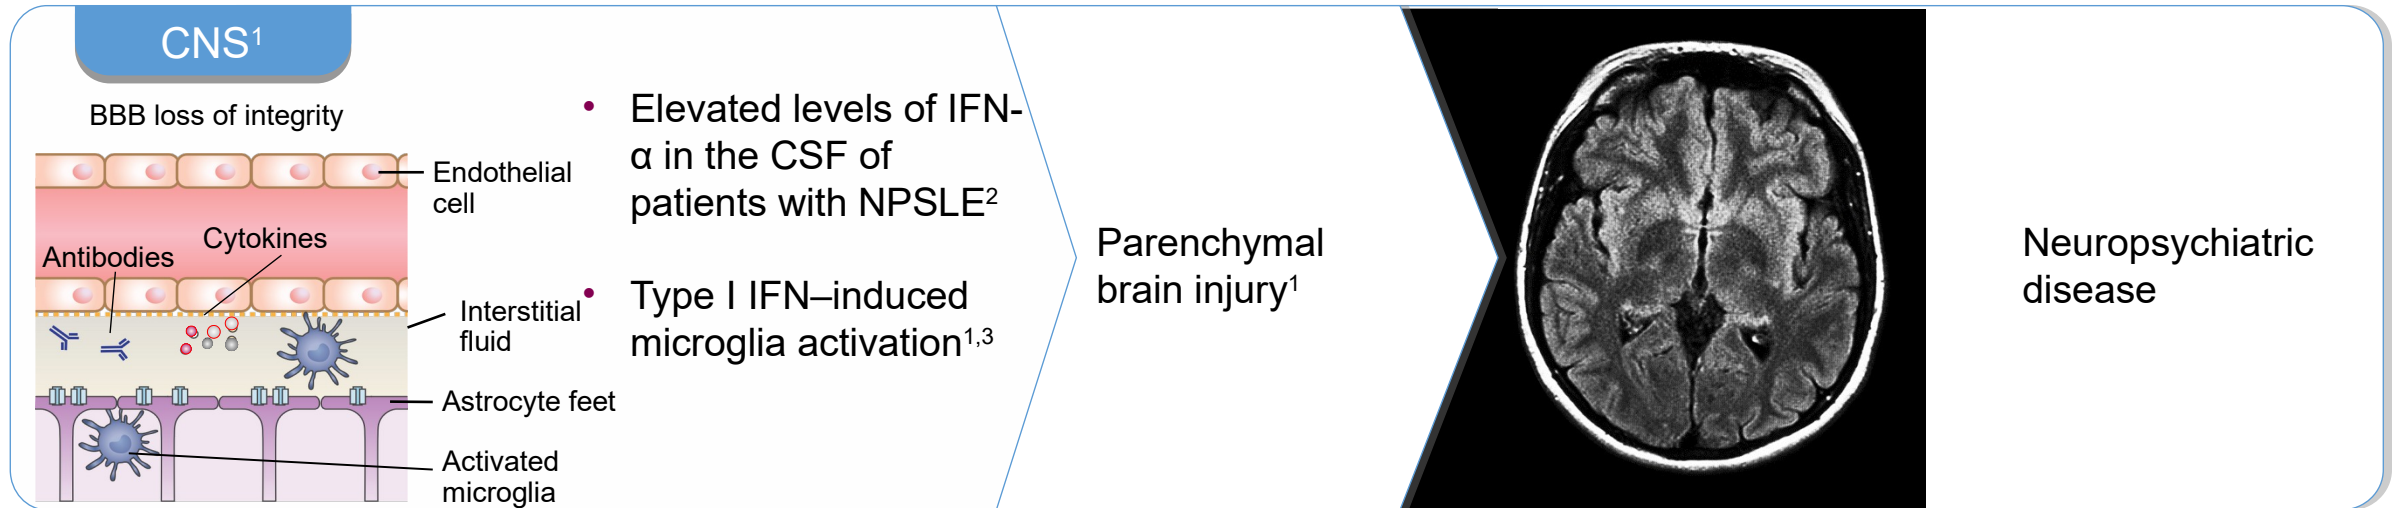 CNS¹
BBB loss of integrity
Endothelial
cell
Cytokines
Antibodies
Interstitial
fluid
Astrocyte feet
Activated
microglia
• Elevated levels of IFN-
α in the CSF of
patients with NPSLE²
• Type I IFN–induced
microglia activation¹,³
Parenchymal
brain injury¹
Neuropsychiatric
disease